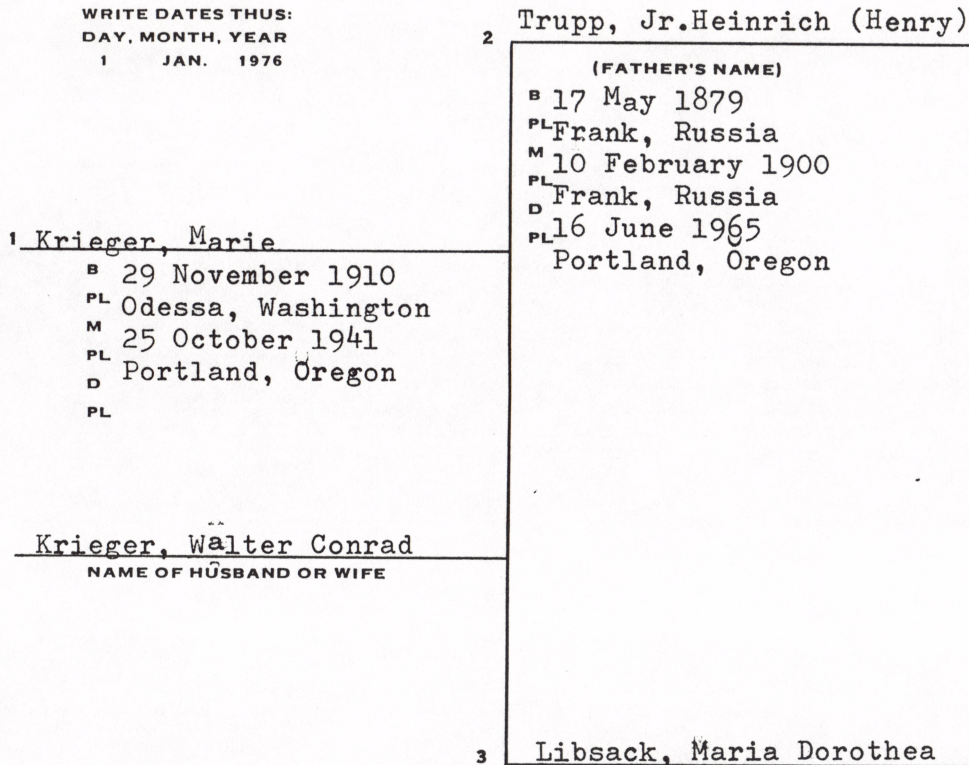 WRITE DATES THUS:
DAY, MONTH, YEAR
1 JAN. 1976
1 Krieger, Marie
B 29 November 1910
PL Odessa, Washington
M 25 October 1941
PL Portland, Oregon
D
PL
Krieger, Walter Conrad
NAME OF HUSBAND OR WIFE
2 Trupp, Jr.Heinrich (Henry)
(FATHER'S NAME)
B 17 May 1879
PL Frank, Russia
M 10 February 1900
PL Frank, Russia
D 16 June 1965
PL Portland, Oregon
3 Libsack, Maria Dorothea